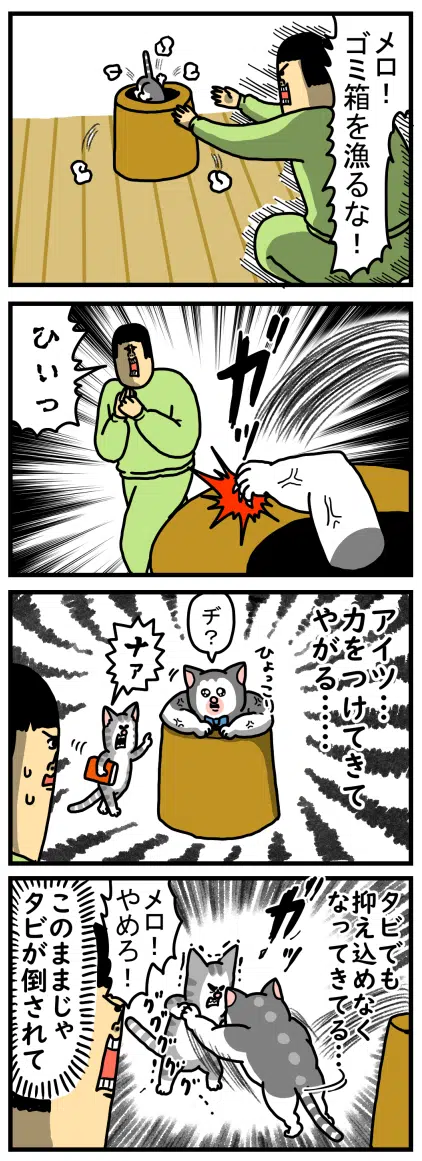 メロ！
ゴミ箱を漁るな！
ガッ
ひぃっ
アイツ…
力をつけてきて
やがる……
ひょっこり
ヂ？
ナァ
タビでも
抑え込めなく
なってきてる…
ガッ
メロ！
やめろ！
ググググ
このままじゃ
タビが倒されて